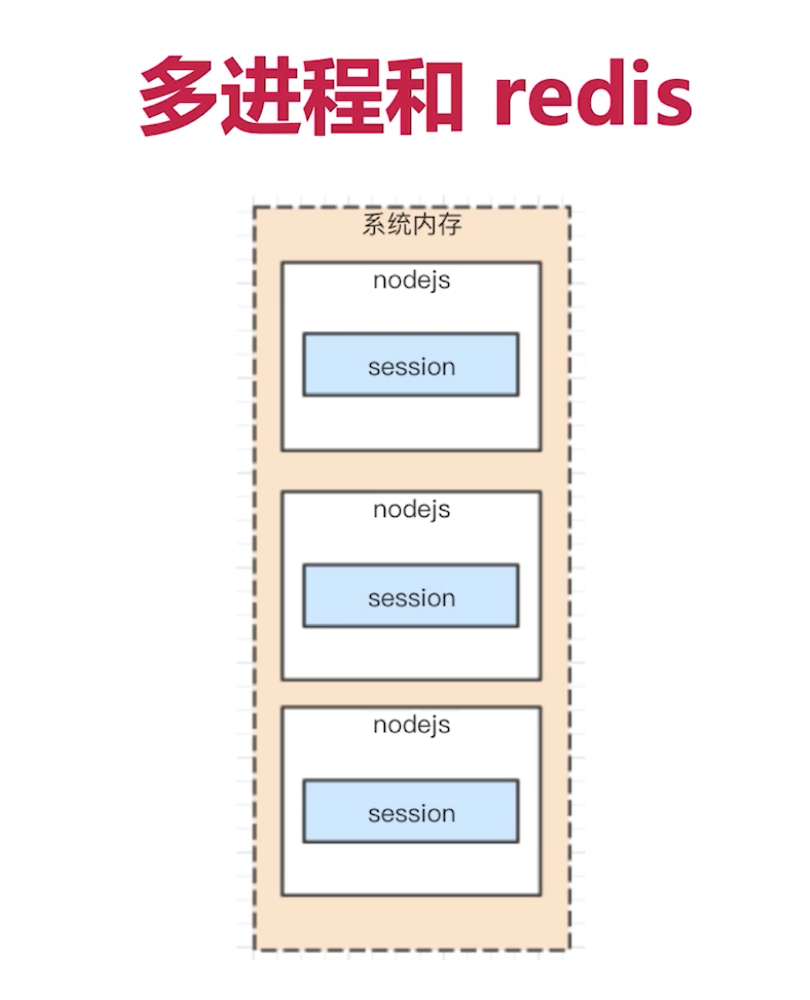 多进程和 redis
系统内存
nodejs
session
nodejs
session
nodejs
session